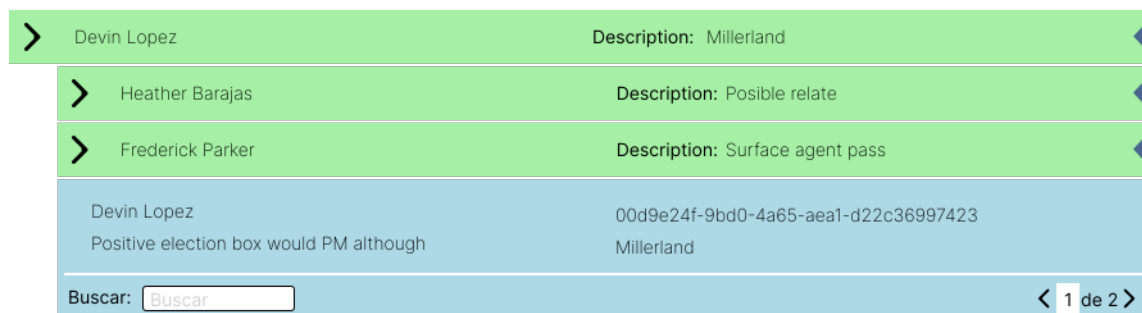 Devin Lopez Description: Millerland
Heather Barajas Description: Posible relate
Frederick Parker Description: Surface agent pass
Devin Lopez 00d9e24f-9bd0-4a65-aea1-d22c36997423
Positive election box would PM although Millerland
Buscar: Buscar 1 de 2